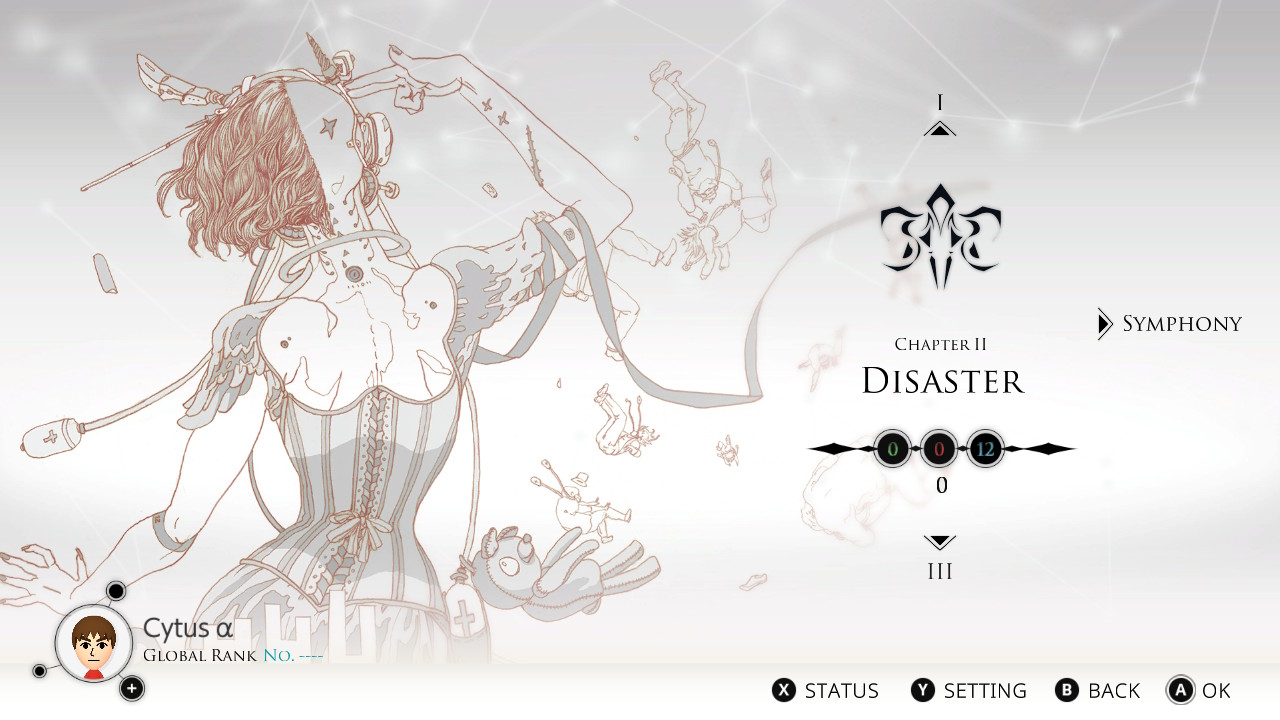 I
SYMPHONY
CHAPTER II
DISASTER
0 0 12
0
III
Cytus α
GLOBAL RANK NO. ----
+
X STATUS Y SETTING B BACK A OK